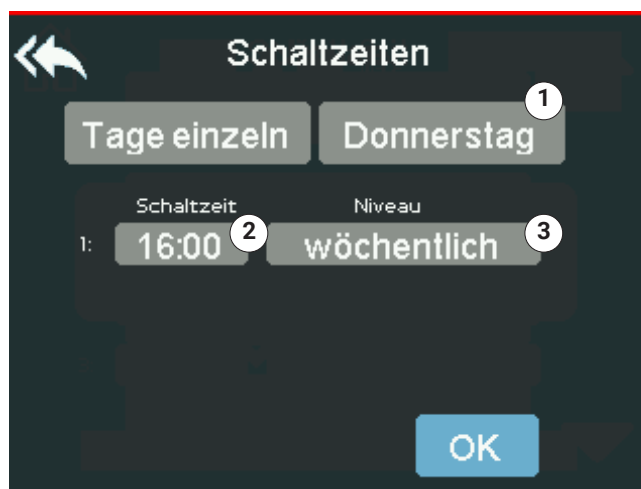 Schaltzeiten
1
Tage einzeln Donnerstag
Schaltzeit Niveau
1: 16:00 2 wöchentlich 3
OK